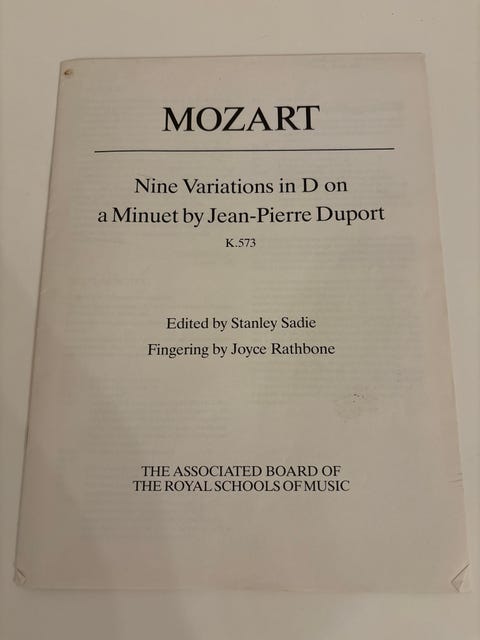 MOZART
Nine Variations in D on
a Minuet by Jean-Pierre Duport
K.573
Edited by Stanley Sadie
Fingering by Joyce Rathbone
THE ASSOCIATED BOARD OF
THE ROYAL SCHOOLS OF MUSIC